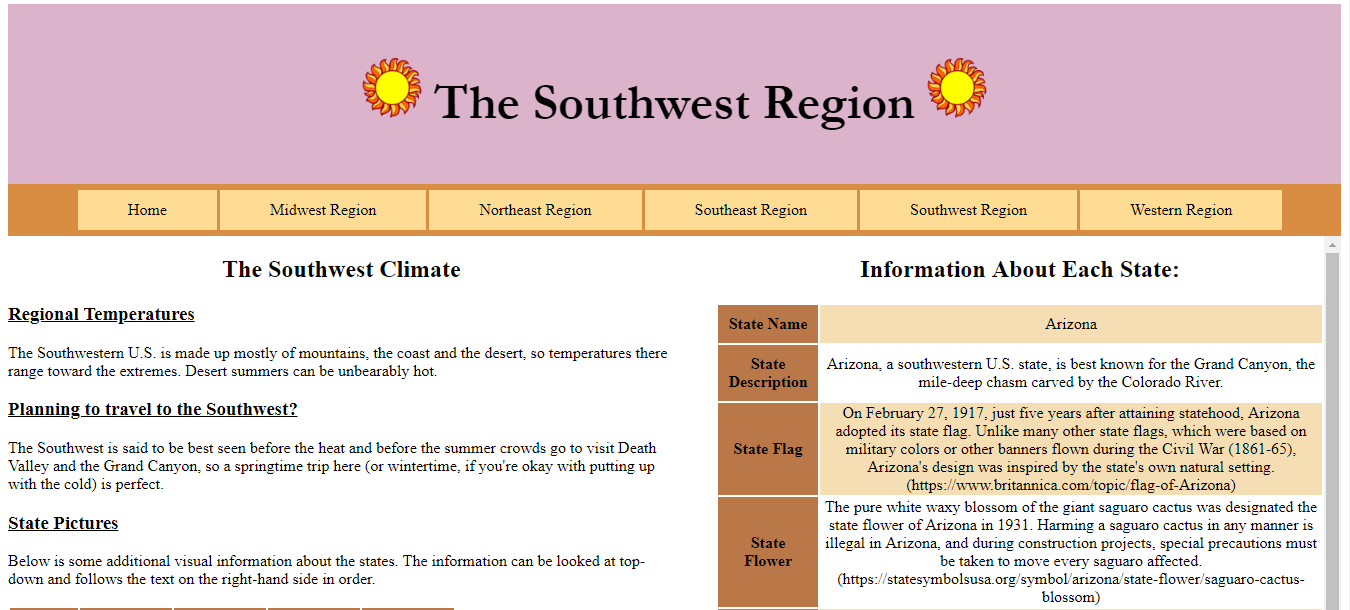 The Southwest Region
Home
Midwest Region
Northeast Region
Southeast Region
Southwest Region
Western Region
The Southwest Climate
Regional Temperatures
The Southwestern U.S. is made up mostly of mountains, the coast and the desert, so temperatures there
range toward the extremes. Desert summers can be unbearably hot.
Planning to travel to the Southwest?
The Southwest is said to be best seen before the heat and before the summer crowds go to visit Death
Valley and the Grand Canyon, so a springtime trip here (or wintertime, if you're okay with putting up
with the cold) is perfect.
State Pictures
Below is some additional visual information about the states. The information can be looked at top-
down and follows the text on the right-hand side in order.
Information About Each State:
State Name
Arizona
State
Description
Arizona, a southwestern U.S. state, is best known for the Grand Canyon, the
mile-deep chasm carved by the Colorado River.
State Flag
On February 27, 1917, just five years after attaining statehood, Arizona
adopted its state flag. Unlike many other state flags, which were based on
military colors or other banners flown during the Civil War (1861-65),
Arizona's design was inspired by the state's own natural setting.
(https://www.britannica.com/topic/flag-of-Arizona)
State
Flower
The pure white waxy blossom of the giant saguaro cactus was designated the
state flower of Arizona in 1931. Harming a saguaro cactus in any manner is
illegal in Arizona, and during construction projects, special precautions must
be taken to move every saguaro affected.
(https://statesymbolsusa.org/symbol/arizona/state-flower/saguaro-cactus-
blossom)